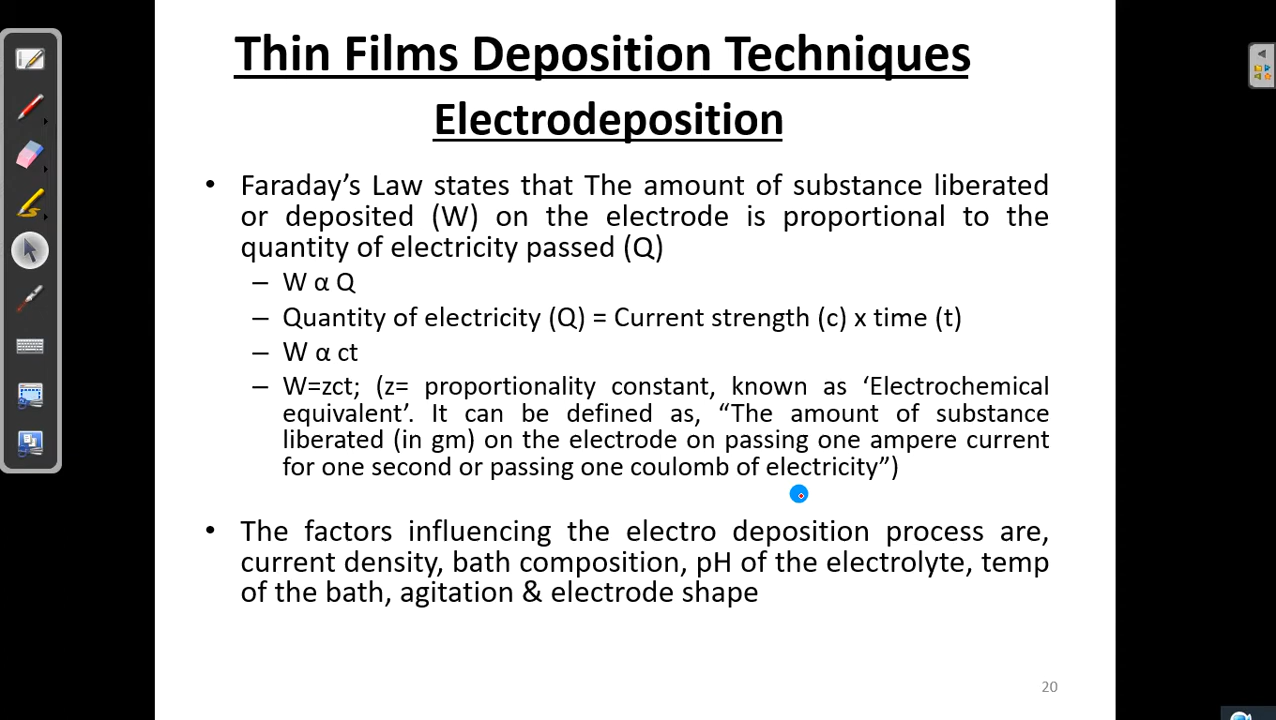 Thin Films Deposition Techniques
Electrodeposition
• Faraday’s Law states that The amount of substance liberated
or deposited (W) on the electrode is proportional to the
quantity of electricity passed (Q)
– W α Q
– Quantity of electricity (Q) = Current strength (c) x time (t)
– W α ct
– W=zct; (z= proportionality constant, known as ‘Electrochemical
equivalent’. It can be defined as, “The amount of substance
liberated (in gm) on the electrode on passing one ampere current
for one second or passing one coulomb of electricity”)
• The factors influencing the electro deposition process are,
current density, bath composition, pH of the electrolyte, temp
of the bath, agitation & electrode shape
20